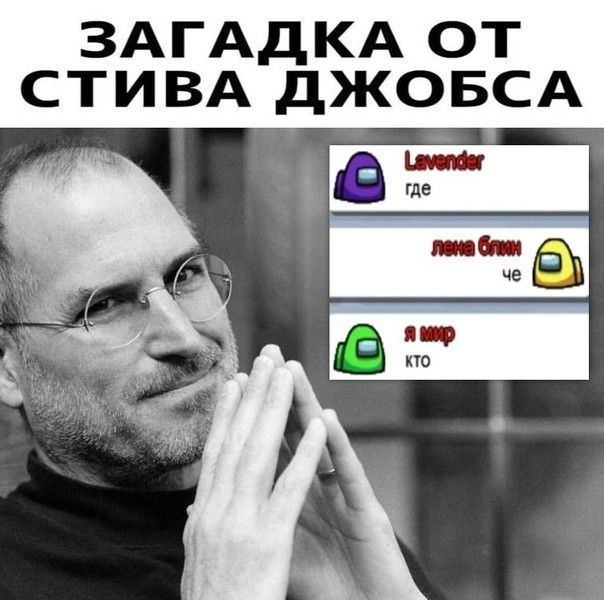 ЗАГАДКА ОТ
СТИВА ДЖОБСА
Lavender
где
лена блин
че
я мир
кто